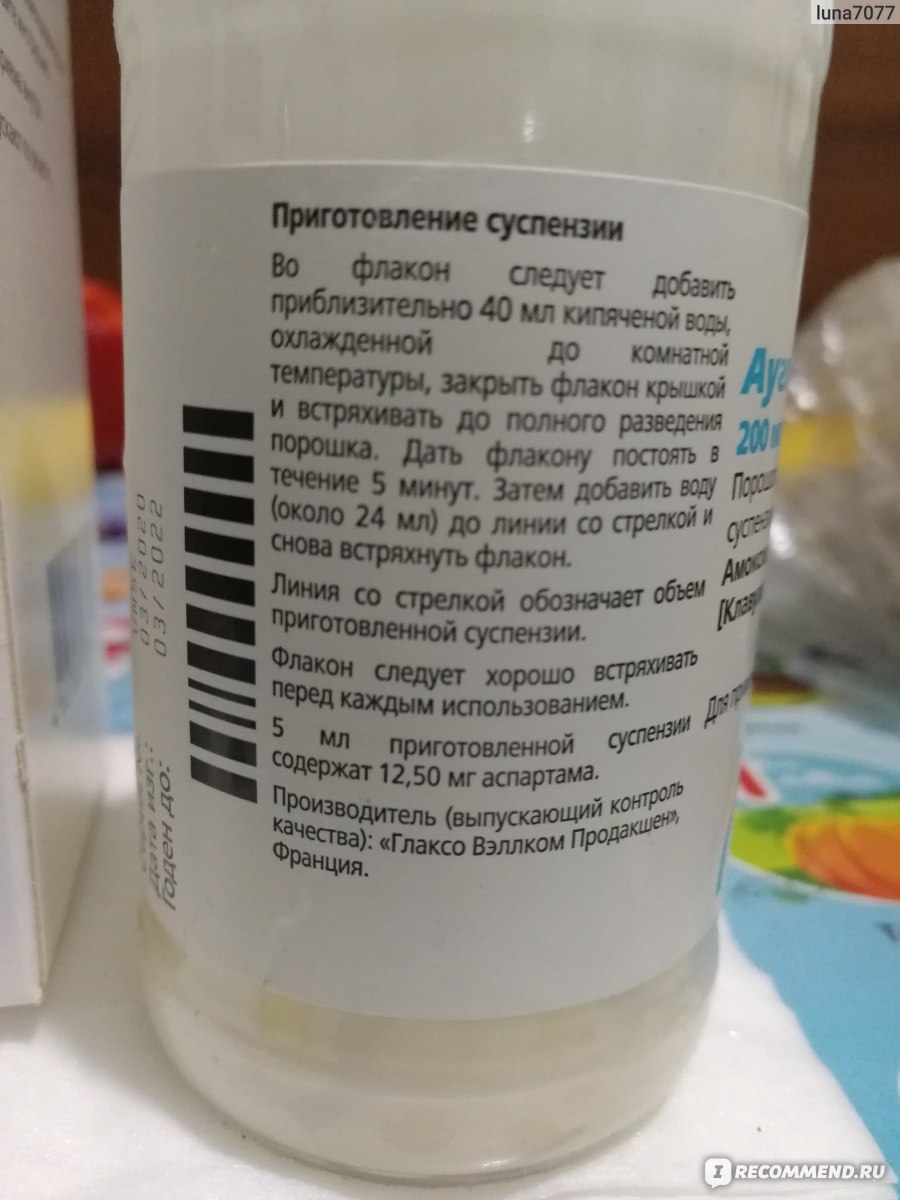 luna7077
Приготовление суспензии
Во флакон следует добавить
приблизительно 40 мл кипяченой воды,
охлажденной до комнатной
температуры, закрыть флакон крышкой
и встряхивать до полного разведения
порошка. Дать флакону постоять в
течение 5 минут. Затем добавить воду
(около 24 мл) до линии со стрелкой и
снова встряхнуть флакон.
Линия со стрелкой обозначает объем
приготовленной суспензии.
Флакон следует хорошо встряхивать
перед каждым использованием.
5 мл приготовленной суспензии
содержат 12,50 мг аспартама.
Производитель (выпускающий контроль
качества): «Глаксо Вэллком Продакшен»,
Франция.
Дата изг.:
Годен до:
03/2020
03/2022
200
IRECOMMEND.RU